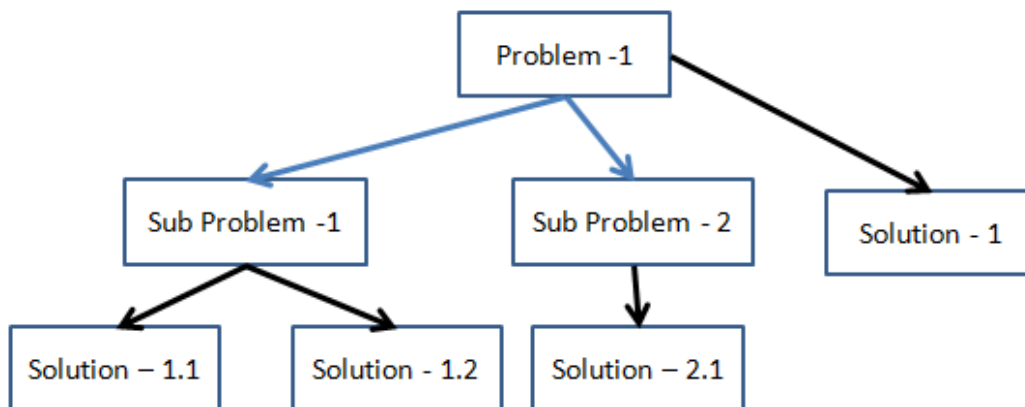 Problem -1
Sub Problem -1
Sub Problem - 2
Solution - 1
Solution – 1.1
Solution - 1.2
Solution – 2.1